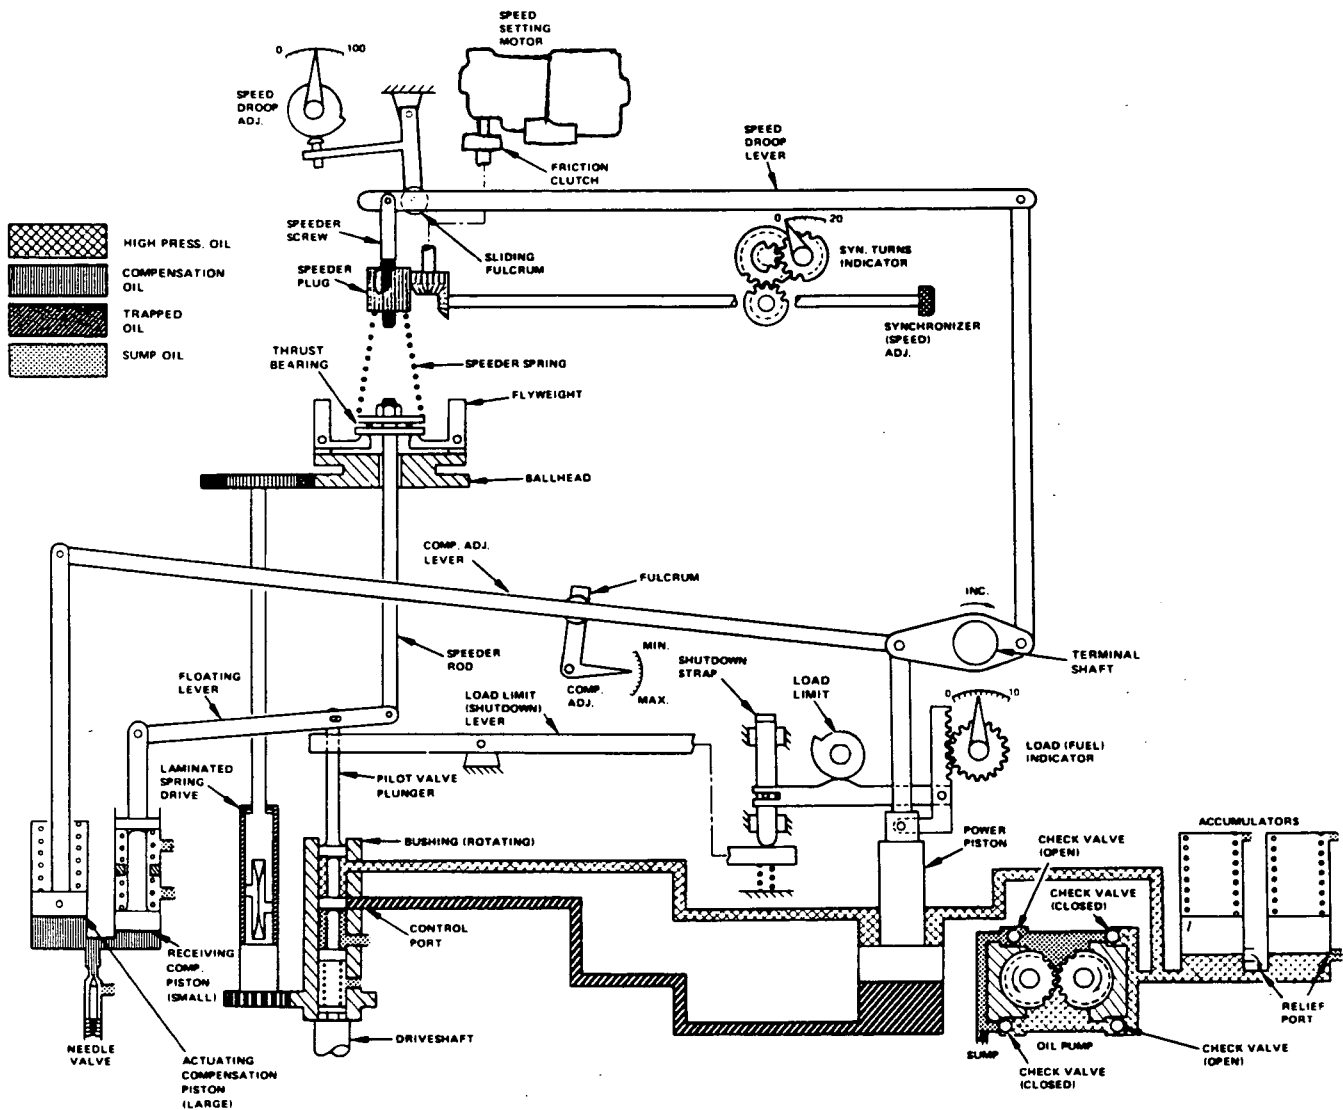 SPEED
SETTING
MOTOR
0
100
SPEED
DROOP
ADJ.
FRICTION
CLUTCH
SPEED
DROOP
LEVER
HIGH PRESS. OIL
COMPENSATION
OIL
TRAPPED
OIL
SUMP OIL
SPEEDER
SCREW
SLIDING
FULCRUM
SPEEDER
PLUG
0
20
SYN. TURNS
INDICATOR
SYNCHRONIZER
(SPEED)
ADJ.
THRUST
BEARING
SPEEDER SPRING
FLYWEIGHT
BALLHEAD
COMP. ADJ.
LEVER
FULCRUM
INC.
MIN.
MAX.
COMP.
ADJ.
SPEEDER
ROD
TERMINAL
SHAFT
SHUTDOWN
STRAP
LOAD
LIMIT
FLOATING
LEVER
LOAD LIMIT
(SHUTDOWN)
LEVER
0
10
LOAD (FUEL)
INDICATOR
LAMINATED
SPRING
DRIVE
PILOT VALVE
PLUNGER
BUSHING (ROTATING)
POWER
PISTON
CHECK VALVE
(OPEN)
ACCUMULATORS
CHECK VALVE
(CLOSED)
CONTROL
PORT
RECEIVING
COMP.
PISTON
(SMALL)
RELIEF
PORT
NEEDLE
VALVE
ACTUATING
COMPENSATION
PISTON
(LARGE)
DRIVESHAFT
SUMP
OIL PUMP
CHECK VALVE
(CLOSED)
CHECK VALVE
(OPEN)